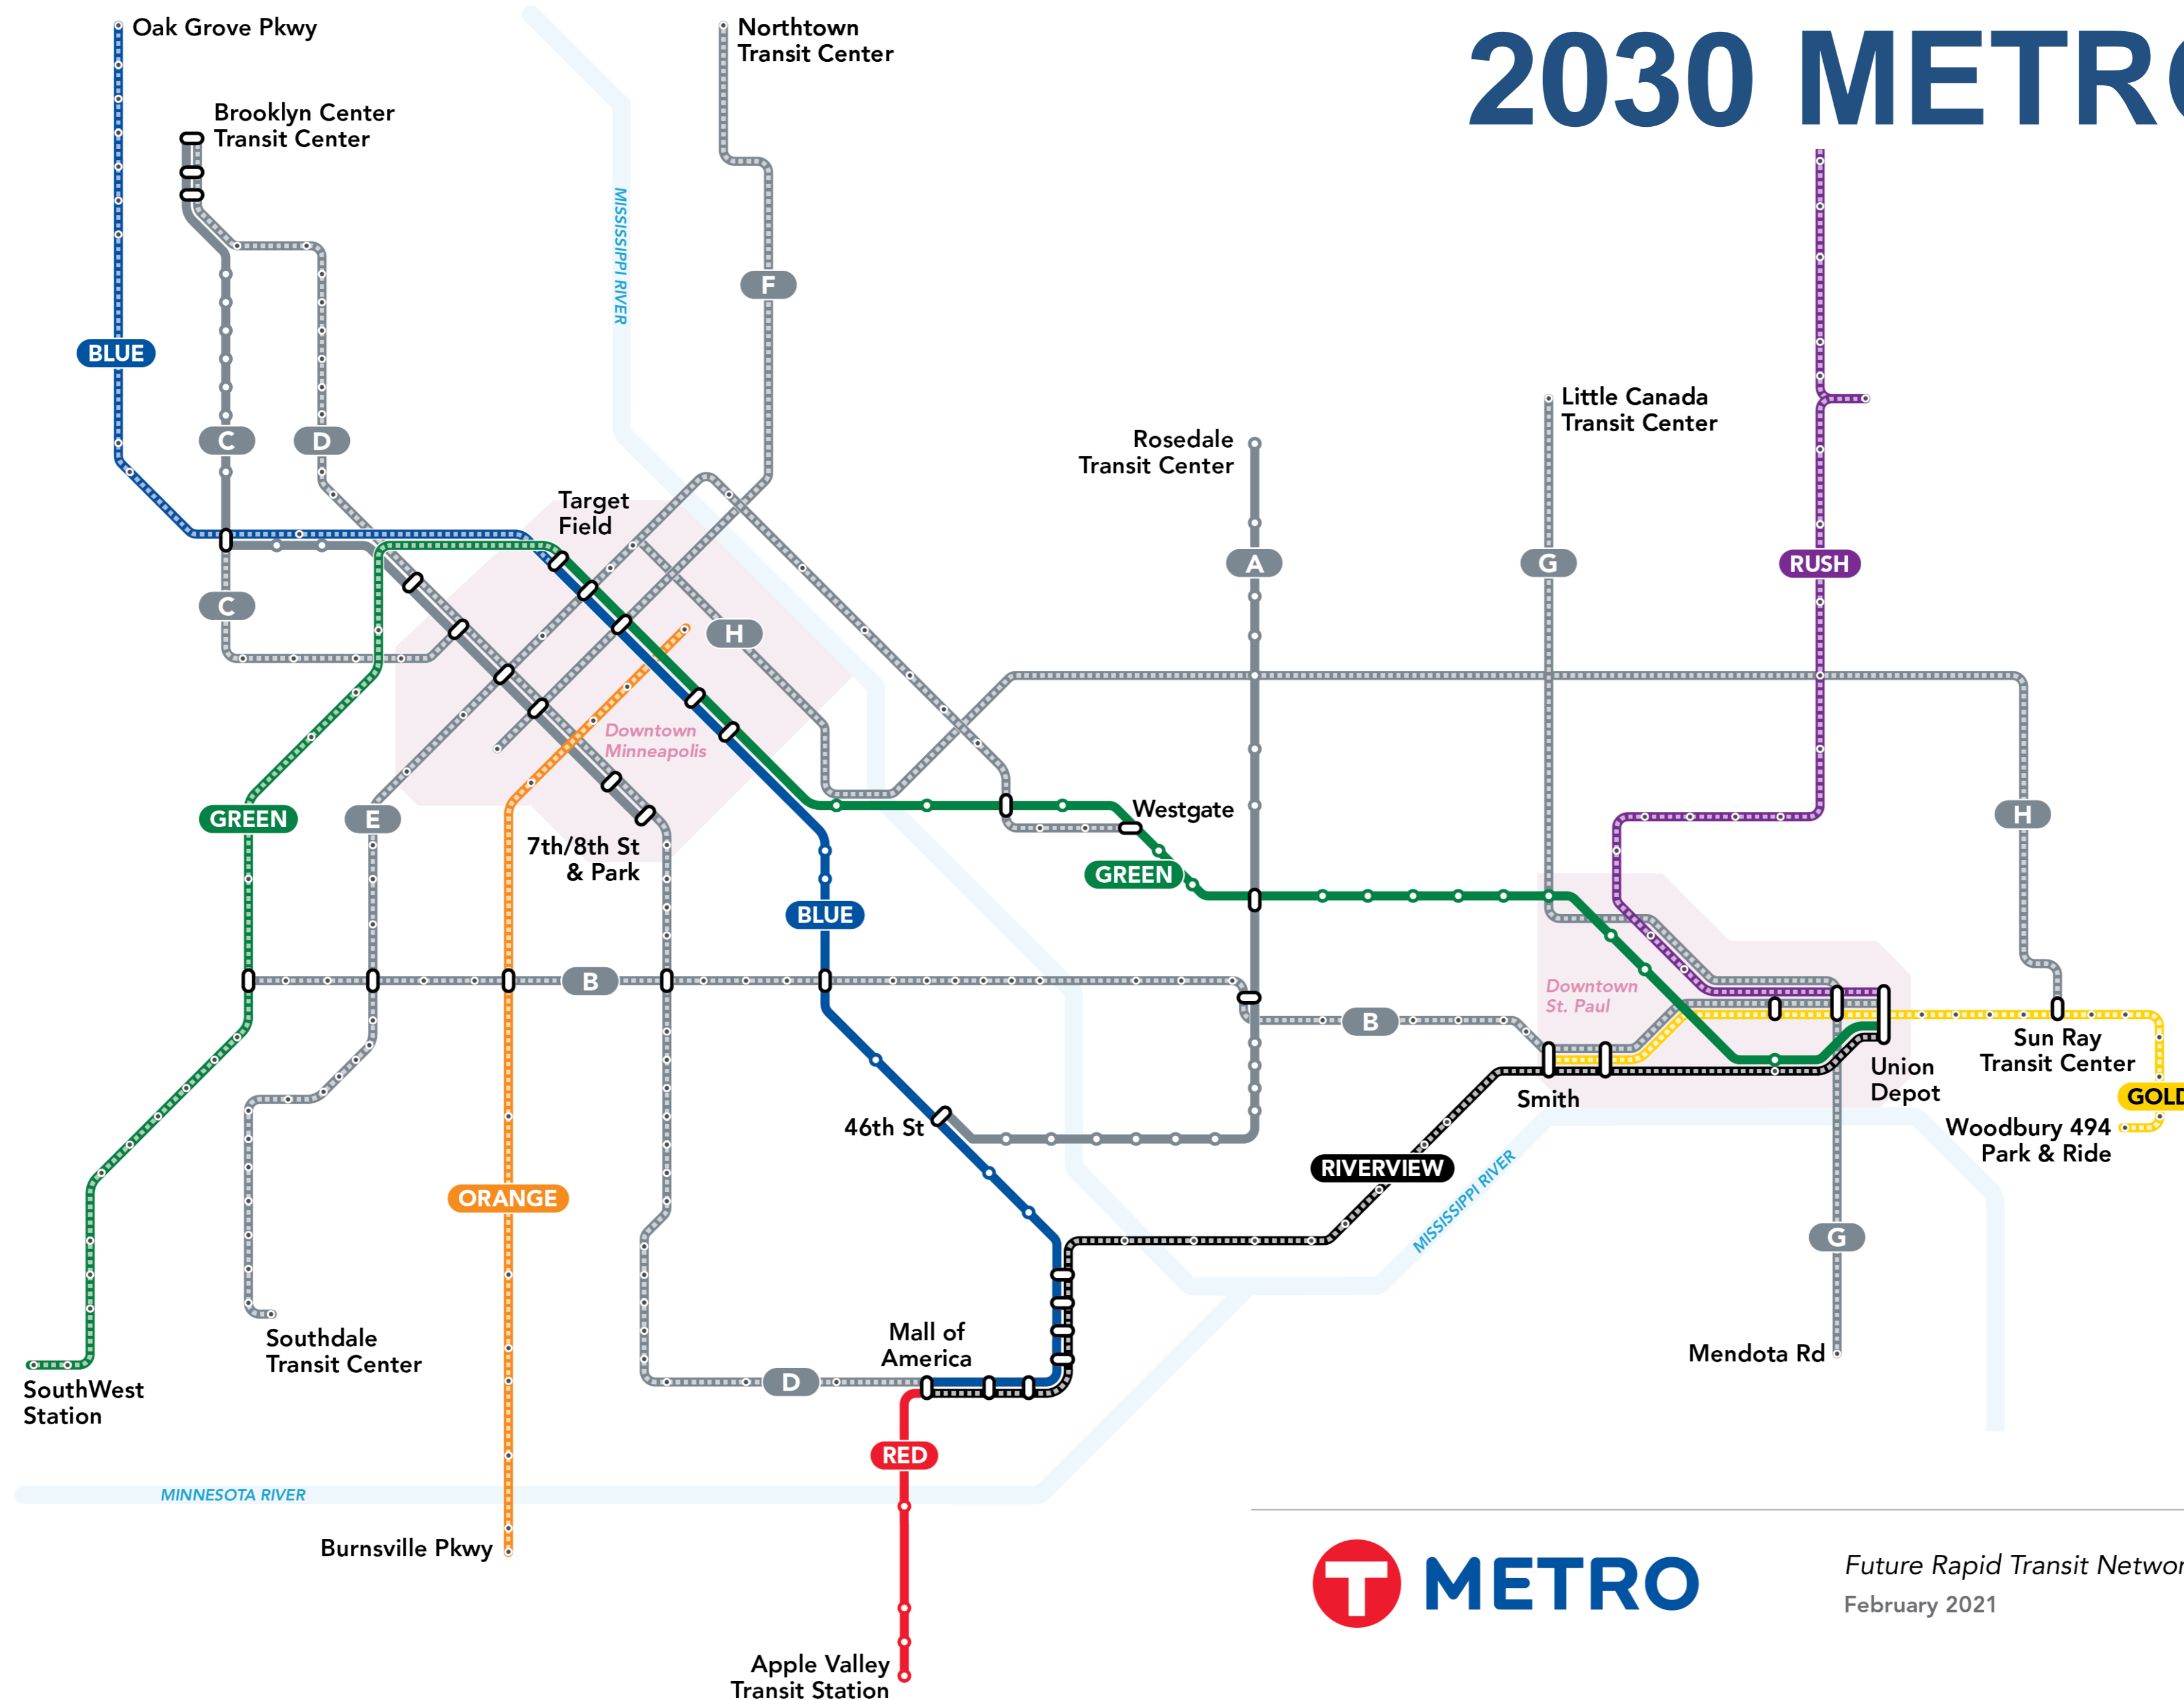 2030 METRO
Oak Grove Pkwy
Northtown
Transit Center
Brooklyn Center
Transit Center
MISSISSIPPI RIVER
F
BLUE
Little Canada
Transit Center
C
D
Rosedale
Transit Center
Target
Field
A
G
RUSH
C
H
Downtown
Minneapolis
Westgate
GREEN
E
H
7th/8th St
& Park
GREEN
BLUE
B
Downtown
St. Paul
B
Sun Ray
Transit Center
Union
Depot
Smith
GOLD
46th St
Woodbury 494
Park & Ride
RIVERVIEW
ORANGE
MISSISSIPPI RIVER
G
Southdale
Transit Center
Mall of
America
Mendota Rd
D
SouthWest
Station
RED
MINNESOTA RIVER
Burnsville Pkwy
T METRO
Future Rapid Transit Networ
February 2021
Apple Valley
Transit Station